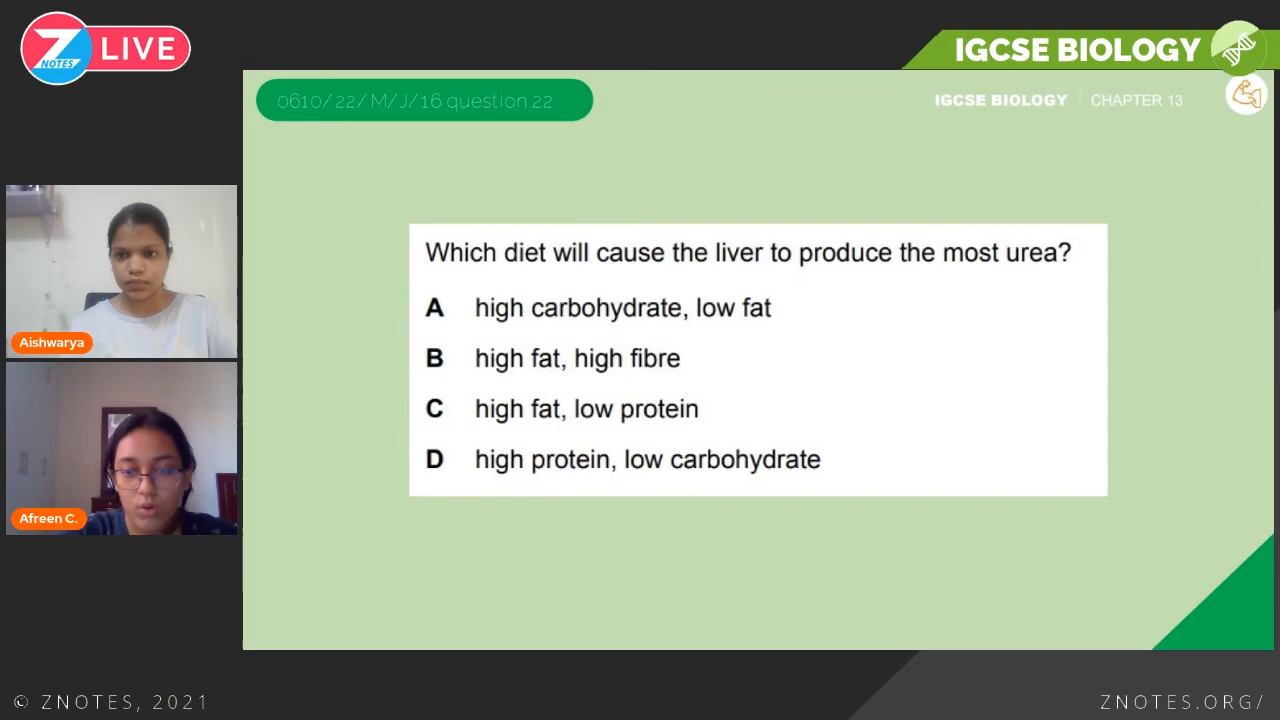 Z
NOTES
LIVE
IGCSE BIOLOGY
0610/22/M/J/16 question 22
IGCSE BIOLOGY | CHAPTER 13
Which diet will cause the liver to produce the most urea?
A high carbohydrate, low fat
B high fat, high fibre
C high fat, low protein
D high protein, low carbohydrate
Aishwarya
Afreen C.
© ZNOTES, 2021
ZNOTES.ORG/